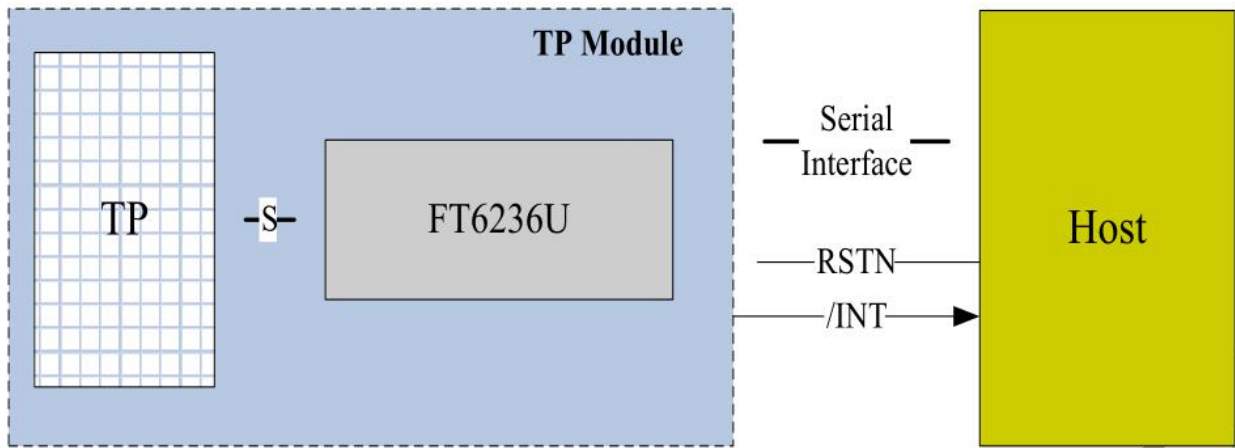 TP Module
TP
S
FT6236U
Serial
Interface
RSTN
/INT
Host